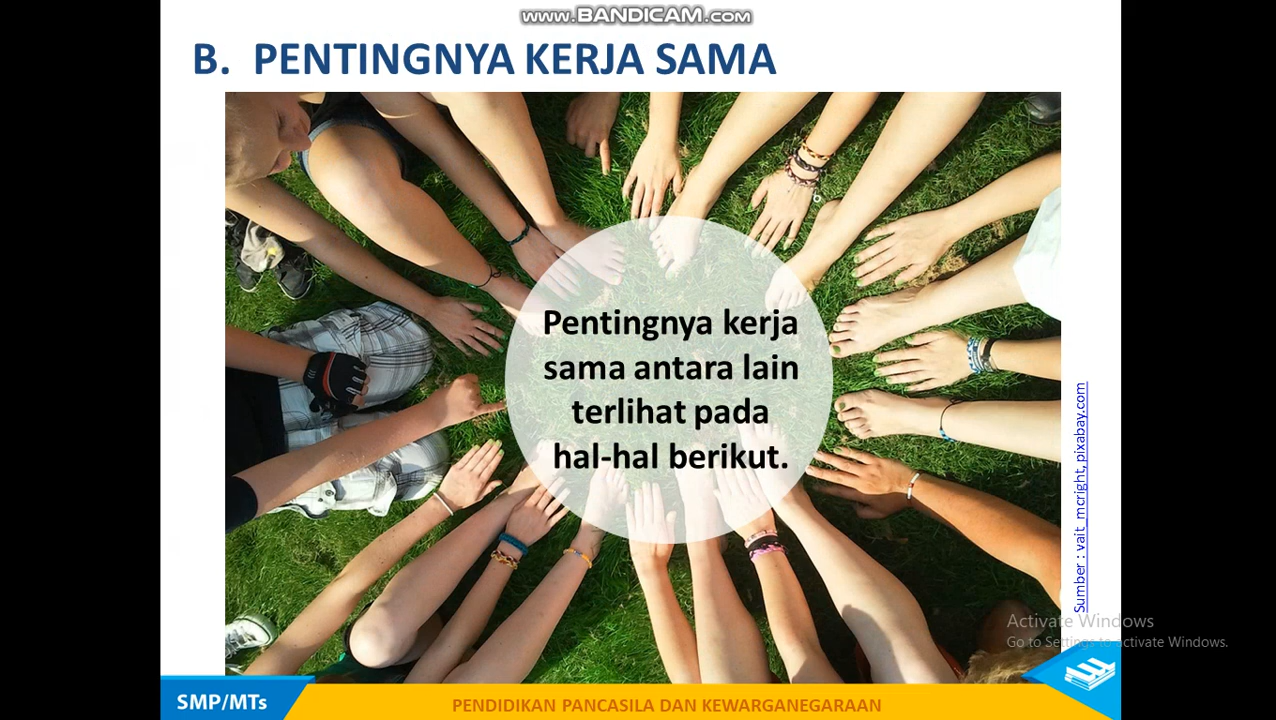 www.BANDICAM.com
B. PENTINGNYA KERJA SAMA
Pentingnya kerja
sama antara lain
terlihat pada
hal-hal berikut.
Sumber : vait_mcright, pixabay.com
Activate Windows
Go to Settings to activate Windows.
SMP/MTs
PENDIDIKAN PANCASILA DAN KEWARGANEGARAAN